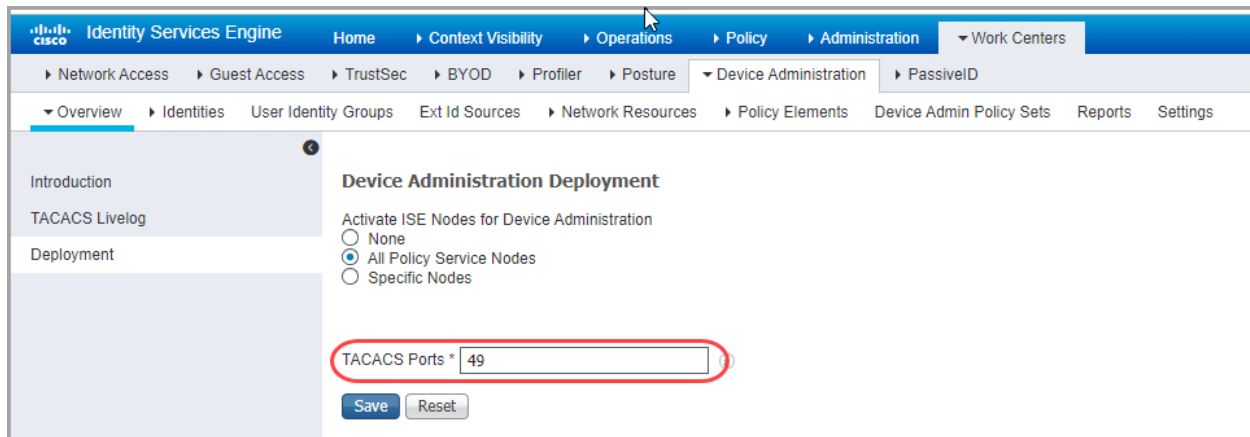 cisco Identity Services Engine Home Context Visibility Operations Policy Administration Work Centers
Network Access Guest Access TrustSec BYOD Profiler Posture Device Administration PassiveID
Overview Identities User Identity Groups Ext Id Sources Network Resources Policy Elements Device Admin Policy Sets Reports Settings
Introduction
TACACS Livelog
Deployment
Device Administration Deployment
Activate ISE Nodes for Device Administration
None
All Policy Service Nodes
Specific Nodes
TACACS Ports * 49
Save Reset